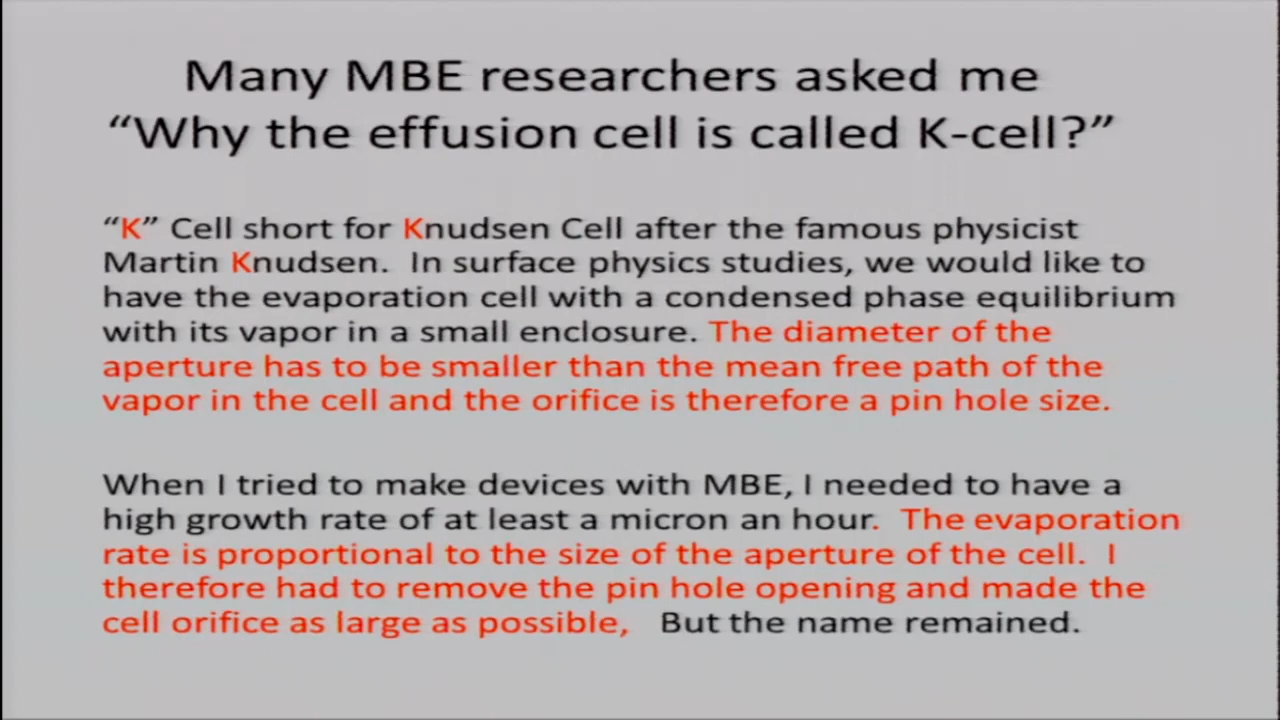 Many MBE researchers asked me
“Why the effusion cell is called K-cell?”
“K” Cell short for Knudsen Cell after the famous physicist
Martin Knudsen. In surface physics studies, we would like to
have the evaporation cell with a condensed phase equilibrium
with its vapor in a small enclosure. The diameter of the
aperture has to be smaller than the mean free path of the
vapor in the cell and the orifice is therefore a pin hole size.
When I tried to make devices with MBE, I needed to have a
high growth rate of at least a micron an hour. The evaporation
rate is proportional to the size of the aperture of the cell. I
therefore had to remove the pin hole opening and made the
cell orifice as large as possible, But the name remained.